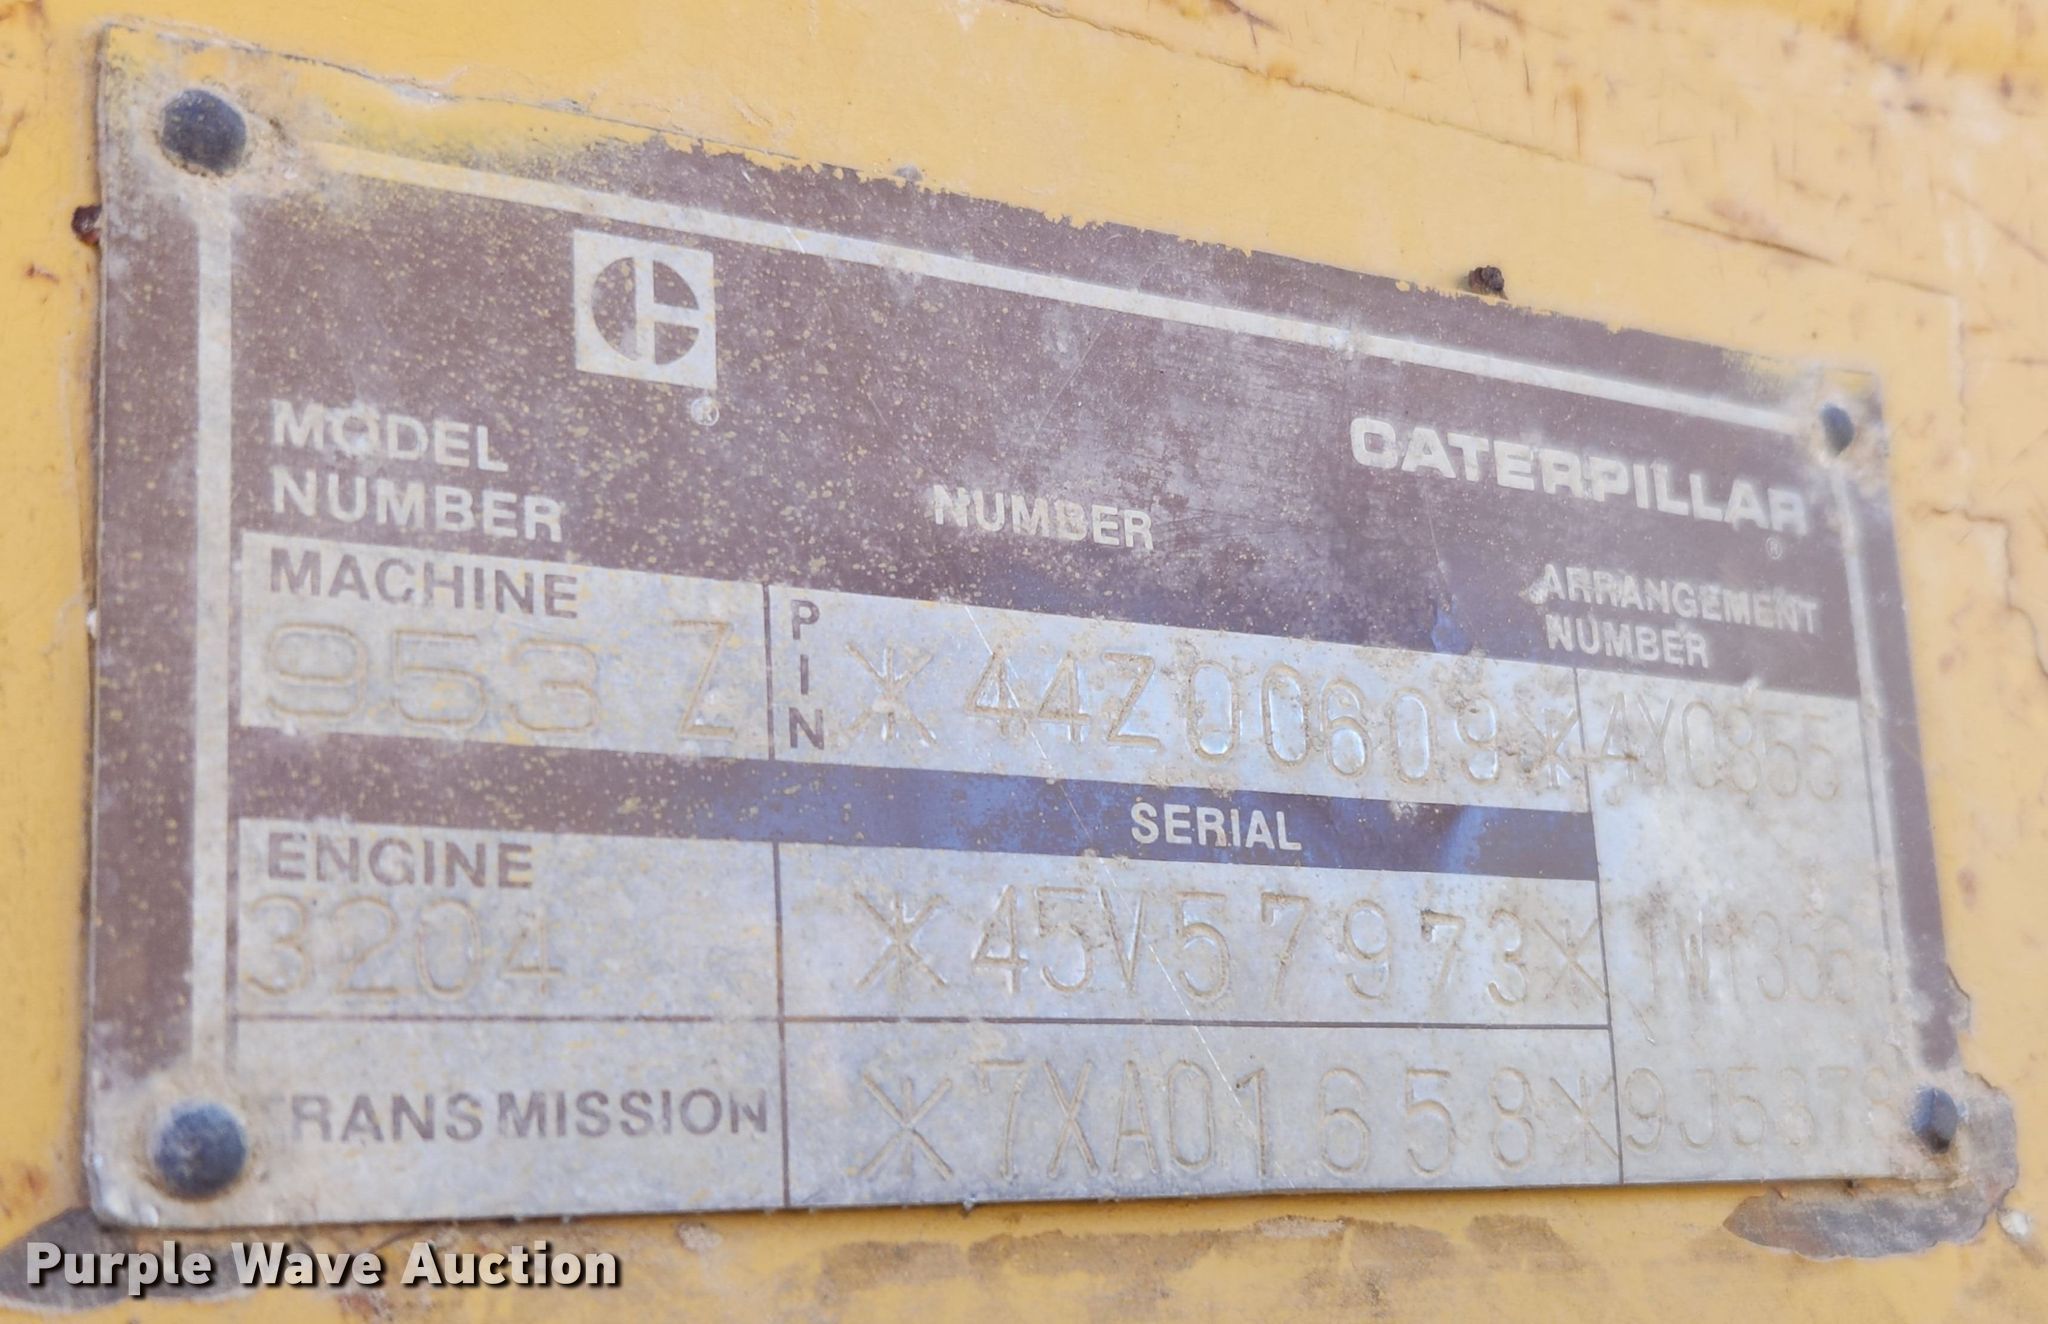 MODEL
NUMBER
NUMBER
CATERPILLAR
ARRANGEMENT
NUMBER
MACHINE
953 Z
PIN
*44Z00609*
SERIAL
ENGINE
3204
*45V57973*
TRANSMISSION
*7XA01658*
Purple Wave Auction